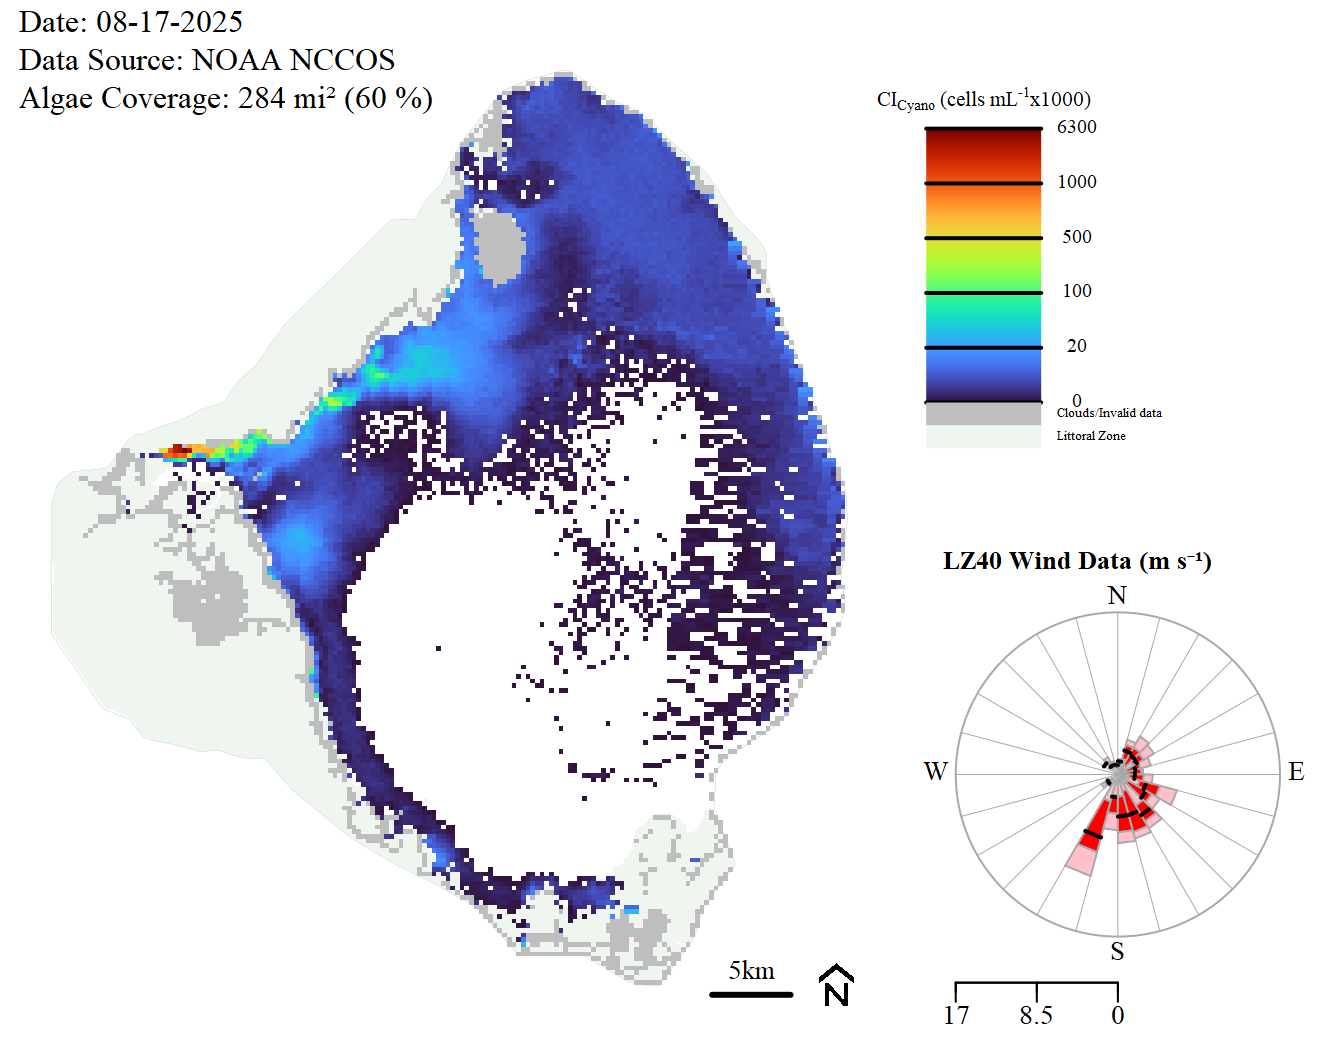 Date: 08-17-2025
Data Source: NOAA NCCOS
Algae Coverage: 284 mi² (60 %)
CI_Cyano (cells mL⁻¹x1000)
6300
1000
500
100
20
0
Clouds/Invalid data
Littoral Zone
LZ40 Wind Data (m s⁻¹)
N
W
E
S
5km
N
17 8.5 0